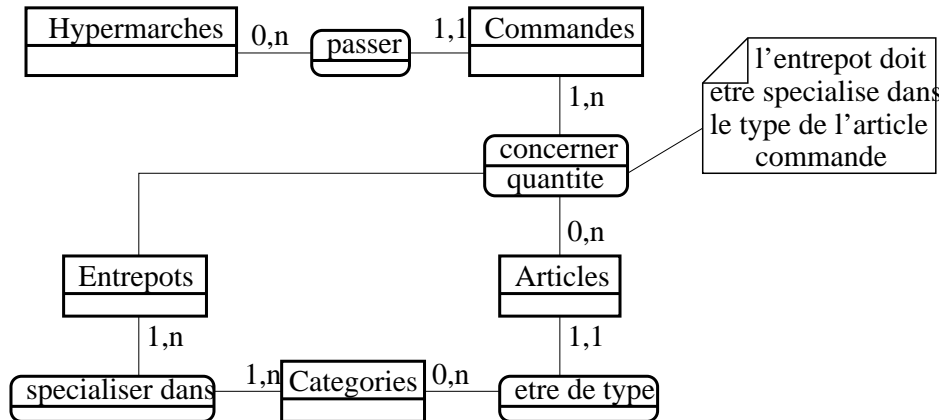 Hypermarches
0,n
passer
1,1
Commandes
l'entrepot doit
etre specialise dans
le type de l'article
commande
1,n
concerner
quantite
0,n
Entrepots
Articles
1,n
1,1
specialiser dans
1,n
Categories
0,n
etre de type